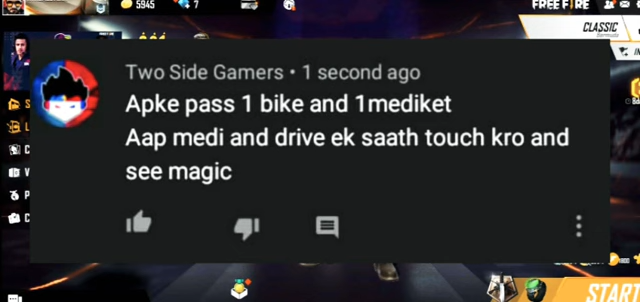 5945
7
FREE FIRE
CLASSIC
Two Side Gamers • 1 second ago
Apke pass 1 bike and 1mediket
Aap medi and drive ek saath touch kro and
see magic
START